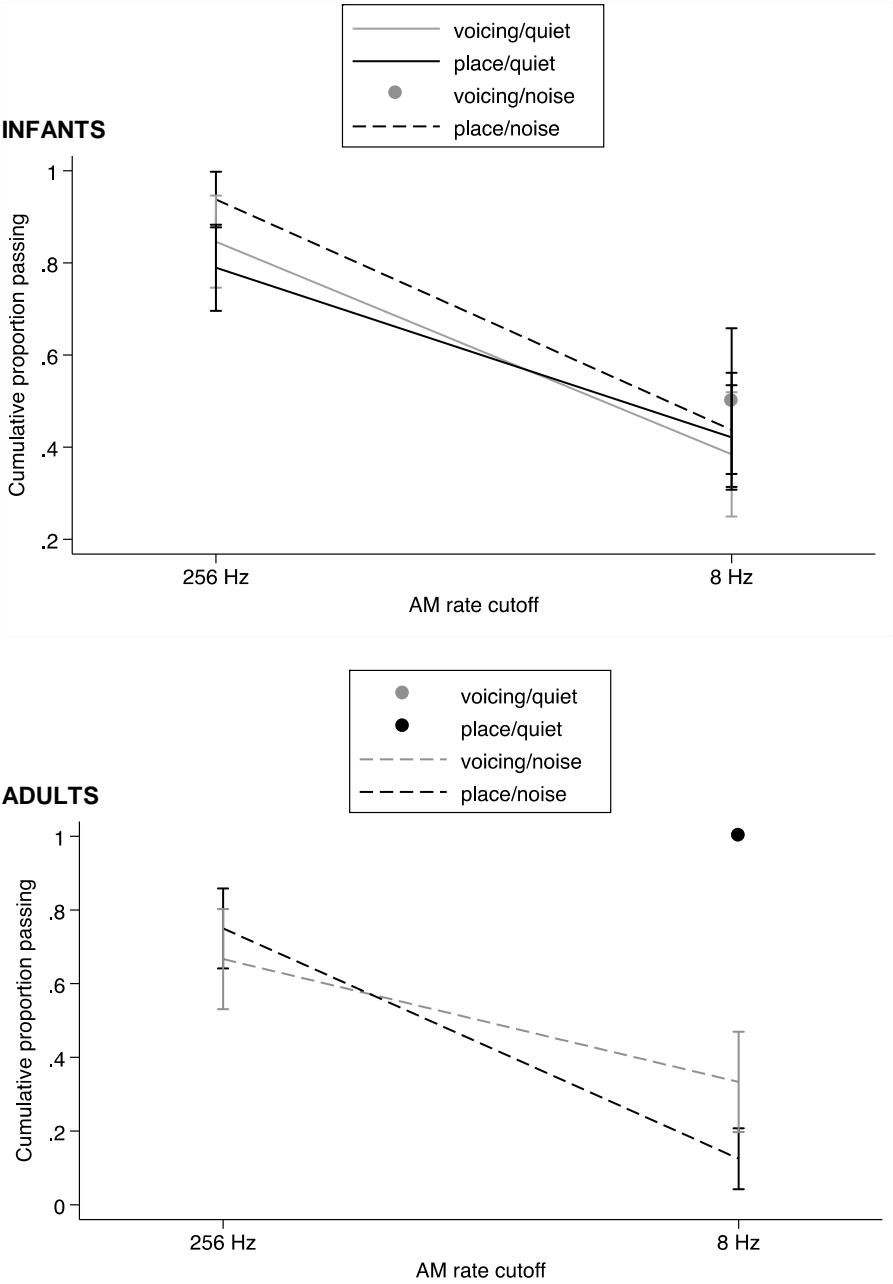 voicing/quiet
place/quiet
voicing/noise
place/noise
INFANTS
Cumulative proportion passing
1
.8
.6
.4
.2
256 Hz 8 Hz
AM rate cutoff
voicing/quiet
place/quiet
voicing/noise
place/noise
ADULTS
Cumulative proportion passing
1
.8
.6
.4
.2
0
256 Hz 8 Hz
AM rate cutoff